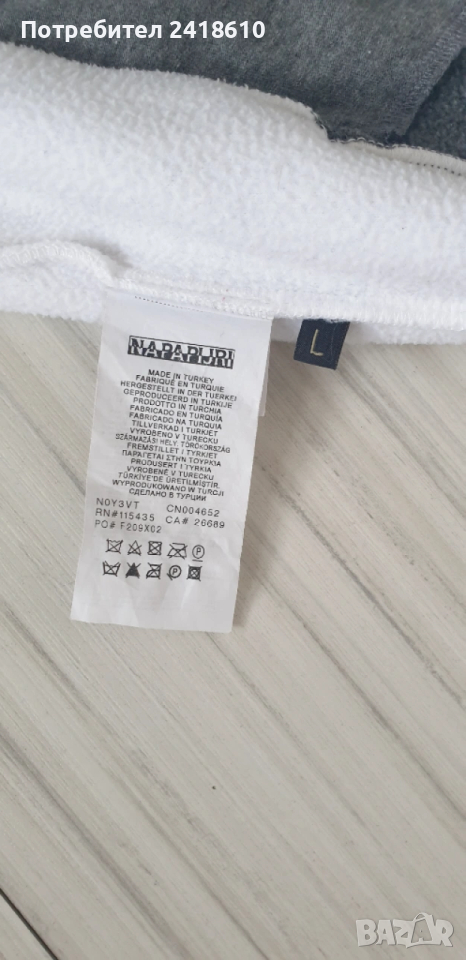 Потребител 2418610
NAPAPIJRI
L
MADE IN TURKEY
FABRIQUÉ EN TURQUIE
HERGESTELLT IN DER TUERKEI
GEPRODUCEERD IN TURKIJE
PRODOTTO IN TURCHIA
FABRICADO EN TURQUÍA
FABRICADO NA TURQUIA
TILLVERKAD I TURKIET
VYROBENO V TURECKU
SZÁRMAZÁSI HELY: TÖRÖKORSZÁG
FREMSTILLET I TYRKIET
ΠΑΡΑΓΕΤΑΙ ΣΤΗΝ ΤΟΥΡΚΙΑ
PRODUSERT I TYRKIA
VYROBENÉ V TURECKU
TÜRKİYE'DE ÜRETİLMİŞTİR.
WYPRODUKOWANO W TURCJI
СДЕЛАНО В ТУРЦИИ
N0Y3VT CN004652
RN#115435 CA# 26689
PO# F209X02
BAZAR
.bg